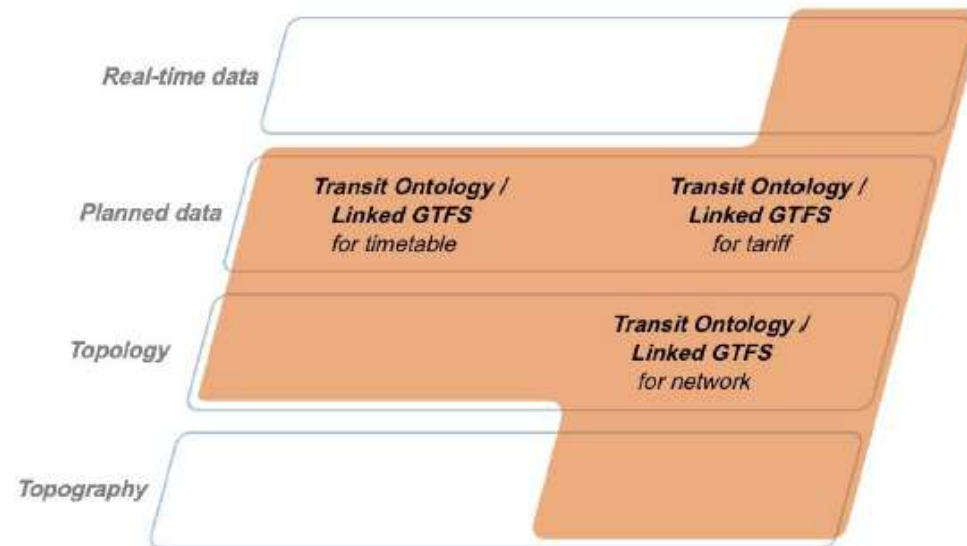 Real-time data
Planned data
Transit Ontology /
Linked GTFS
for timetable
Transit Ontology /
Linked GTFS
for tariff
Topology
Transit Ontology /
Linked GTFS
for network
Topography